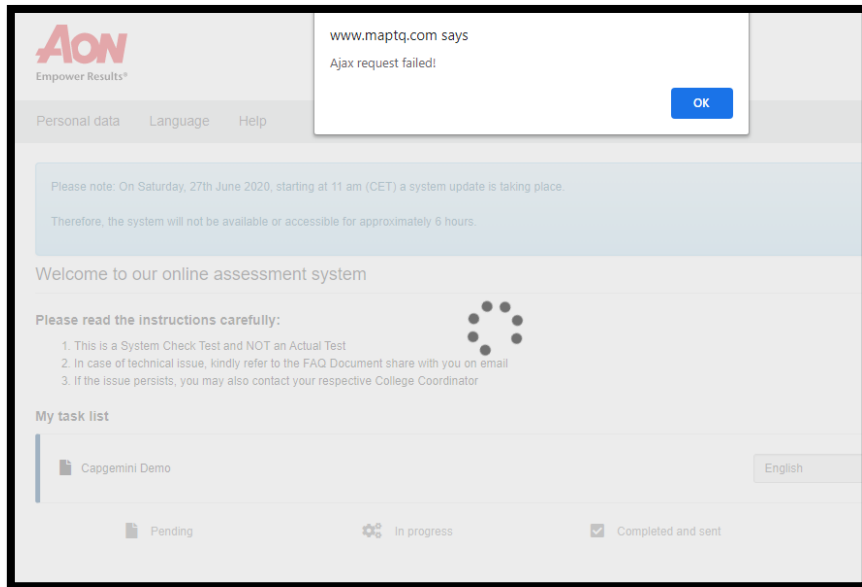 AON
Empower Results®
www.maptq.com says
Ajax request failed!
OK
Personal data Language Help
Please note: On Saturday, 27th June 2020, starting at 11 am (CET) a system update is taking place.
Therefore, the system will not be available or accessible for approximately 6 hours.
Welcome to our online assessment system
Please read the instructions carefully:
1. This is a System Check Test and NOT an Actual Test
2. In case of technical issue, kindly refer to the FAQ Document share with you on email
3. If the issue persists, you may also contact your respective College Coordinator
My task list
Capgemini Demo English
Pending In progress Completed and sent